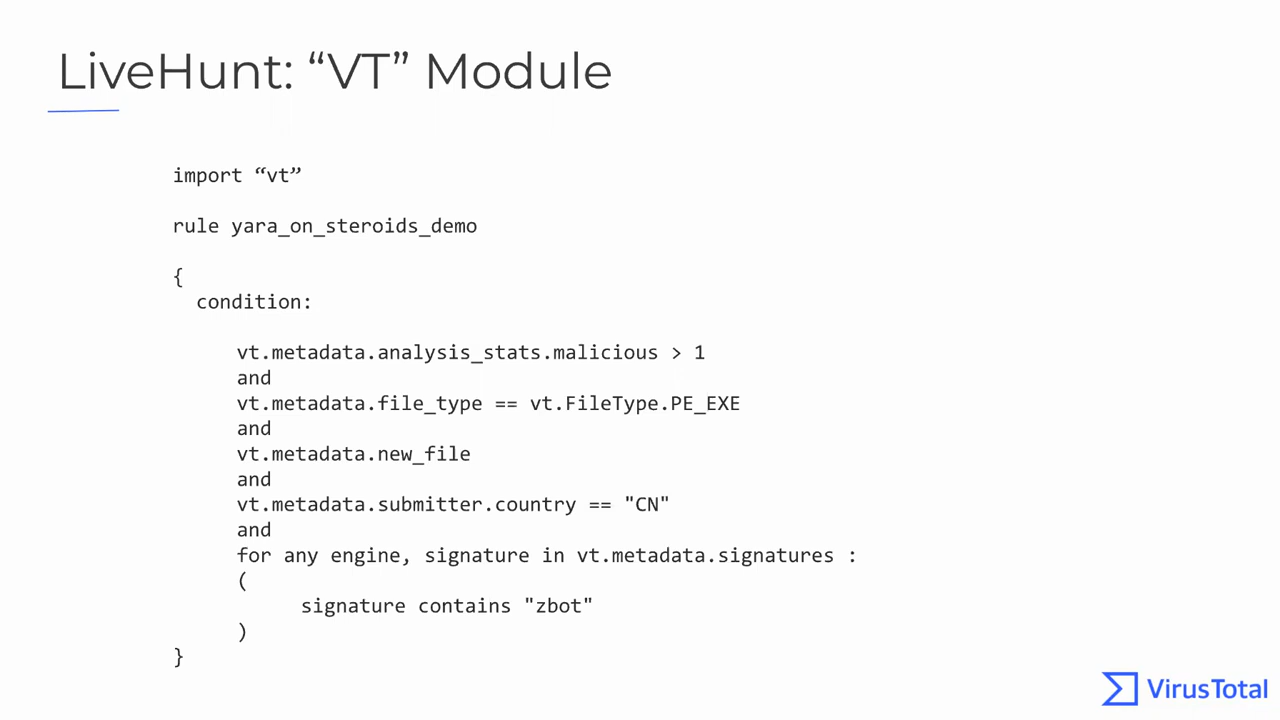 LiveHunt: “VT” Module
import “vt”
rule yara_on_steroids_demo
{
condition:
vt.metadata.analysis_stats.malicious > 1
and
vt.metadata.file_type == vt.FileType.PE_EXE
and
vt.metadata.new_file
and
vt.metadata.submitter.country == "CN"
and
for any engine, signature in vt.metadata.signatures :
(
signature contains "zbot"
)
}
VirusTotal